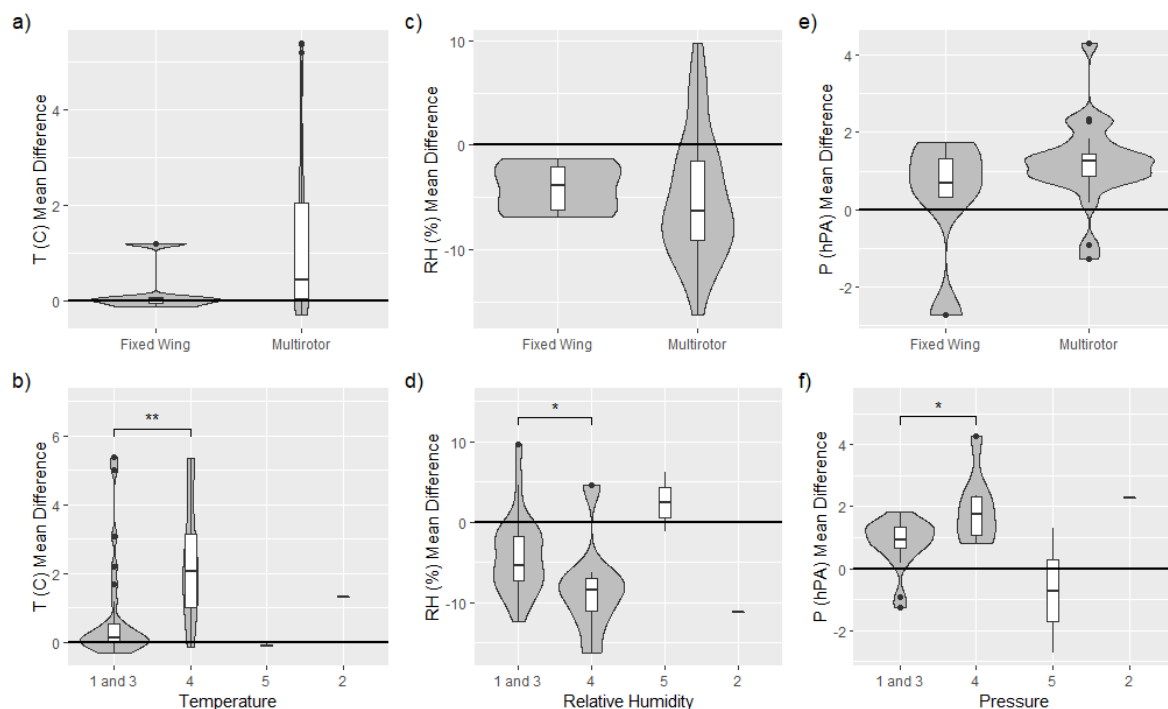 a)
T (C) Mean Difference
4
2
0
Fixed Wing Multirotor
c)
RH (%) Mean Difference
10
0
-10
Fixed Wing Multirotor
e)
P (hPA) Mean Difference
4
2
0
-2
Fixed Wing Multirotor
b)
T (C) Mean Difference
6
4
2
0
**
1 and 3 4 5 2
Temperature
d)
RH (%) Mean Difference
10
0
-10
*
1 and 3 4 5 2
Relative Humidity
f)
P (hPA) Mean Difference
4
2
0
-2
*
1 and 3 4 5 2
Pressure